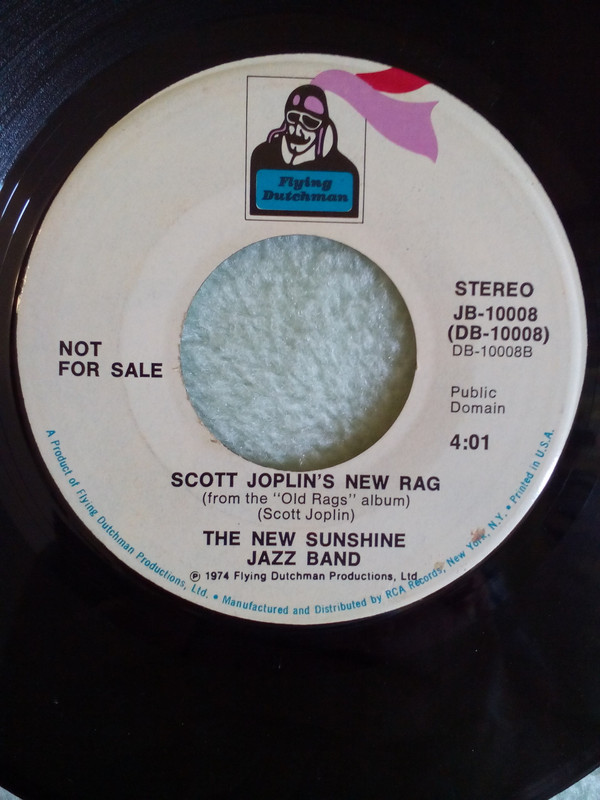 Flying
Dutchman
STEREO
JB-10008
(DB-10008)
DB-10008B
NOT
FOR SALE
Public
Domain
4:01
SCOTT JOPLIN'S NEW RAG
(from the "Old Rags" album)
(Scott Joplin)
THE NEW SUNSHINE
JAZZ BAND
℗ 1974 Flying Dutchman Productions, Ltd.
A Product of Flying Dutchman Productions, Ltd. • Manufactured and Distributed by RCA Records, New York, N.Y. • Printed in U.S.A.